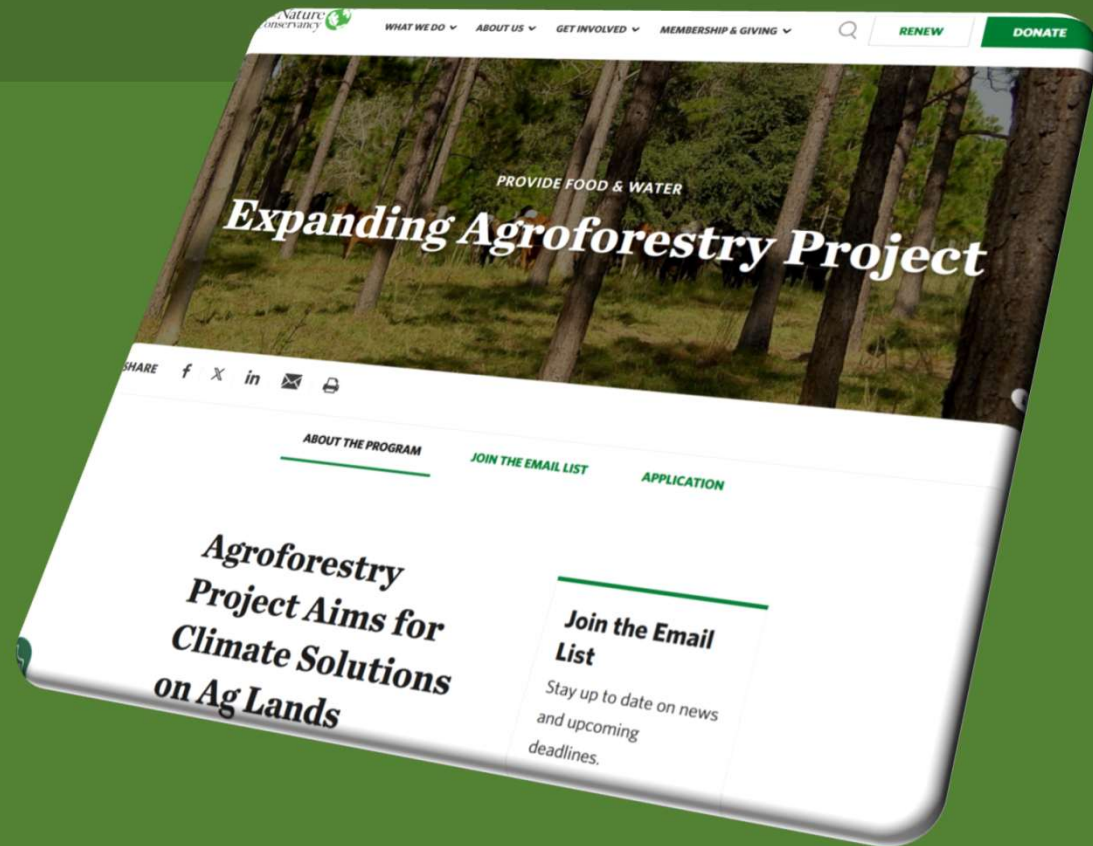 Nature
Conservancy
WHAT WE DO ABOUT US GET INVOLVED MEMBERSHIP & GIVING RENEW DONATE
PROVIDE FOOD & WATER
Expanding Agroforestry Project
SHARE
ABOUT THE PROGRAM JOIN THE EMAIL LIST APPLICATION
Agroforestry
Project Aims for
Climate Solutions
on Ag Lands
Join the Email
List
Stay up to date on news
and upcoming
deadlines.